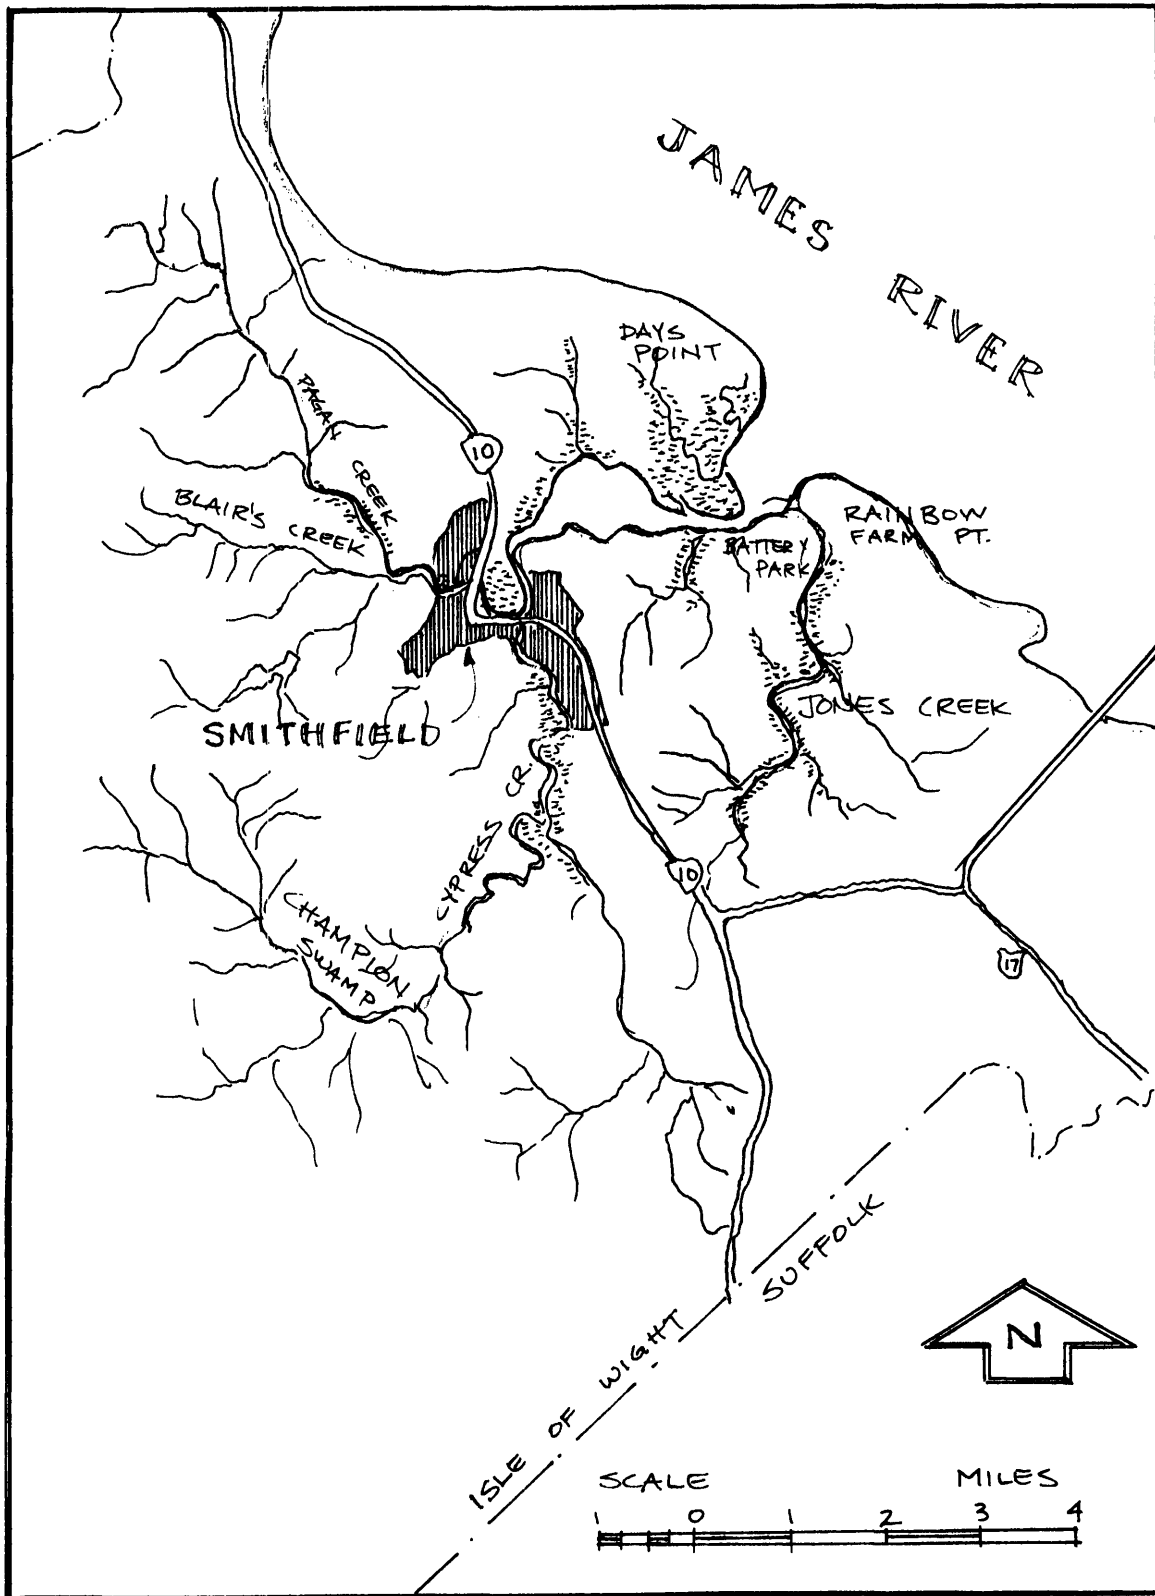 JAMES
RIVER
DAYS
POINT
PAGAN
CREEK
10
BLAIR'S CREEK
RAINBOW
FARM PT.
BATTERY
PARK
JONES CREEK
SMITHFIELD
CYPRESS CR.
10
CHAMPION
SWAMP
17
SUFFOLK
ISLE OF WIGHT
N
SCALE MILES
1 0 1 2 3 4